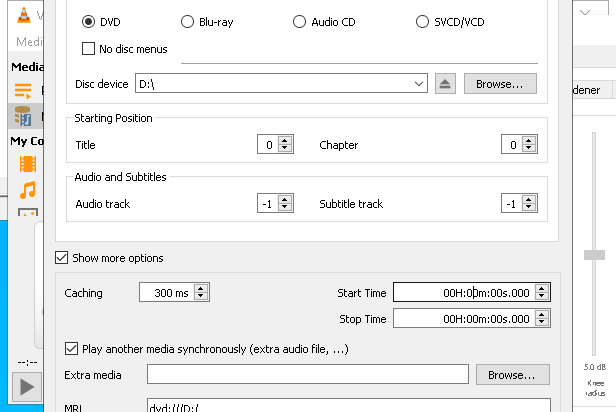 DVD Blu-ray Audio CD SVCD/VCD
Media
No disc menus
Disc device D:\ Browse...
dener
Starting Position
Title 0 Chapter 0
My Co
Audio and Subtitles
Audio track -1 Subtitle track -1
Show more options
Caching 300 ms Start Time 00H:00m:00s.000
Stop Time 00H:00m:00s.000
Play another media synchronously (extra audio file, ...)
--:--
5.0 dB
Extra media Browse...
Knee
radius
MRL dvd:///D:/